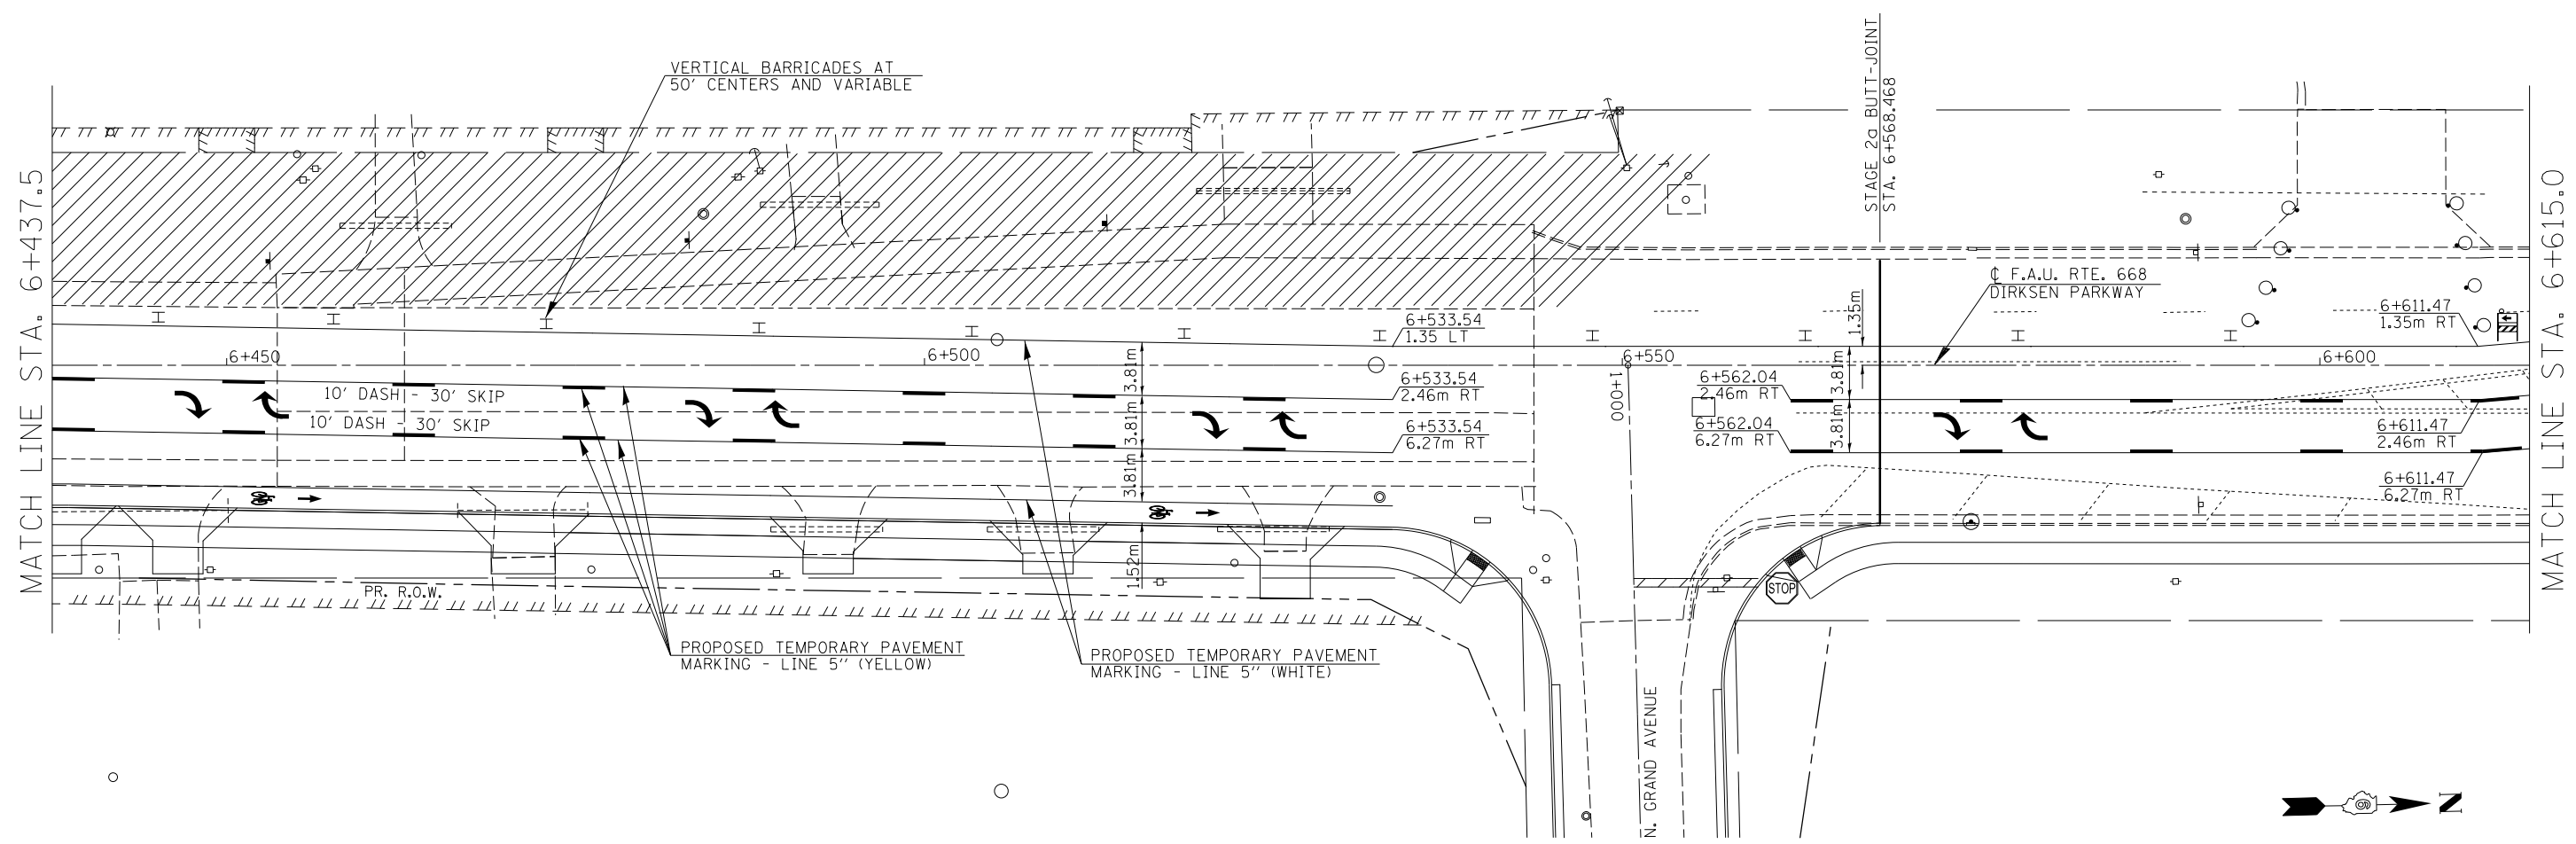 MATCH LINE STA. 6+437.5
VERTICAL BARRICADES AT
50' CENTERS AND VARIABLE
STAGE 2a BUTT-JOINT
STA. 6+568.468
MATCH LINE STA. 6+615.0
℄ F.A.U. RTE. 668
DIRKSEN PARKWAY
1.35m
6+611.47
1.35m RT
6+533.54
1.35 LT
6+450
6+500
6+550
6+600
3.81m
3.81m
3.81m
10' DASH - 30' SKIP
10' DASH - 30' SKIP
6+533.54
2.46m RT
6+533.54
6.27m RT
1+000
6+562.04
2.46m RT
6+562.04
6.27m RT
3.81m
3.81m
6+611.47
2.46m RT
6+611.47
6.27m RT
1.52m
PR. R.O.W.
STOP
PROPOSED TEMPORARY PAVEMENT
MARKING - LINE 5" (YELLOW)
PROPOSED TEMPORARY PAVEMENT
MARKING - LINE 5" (WHITE)
N. GRAND AVENUE
N